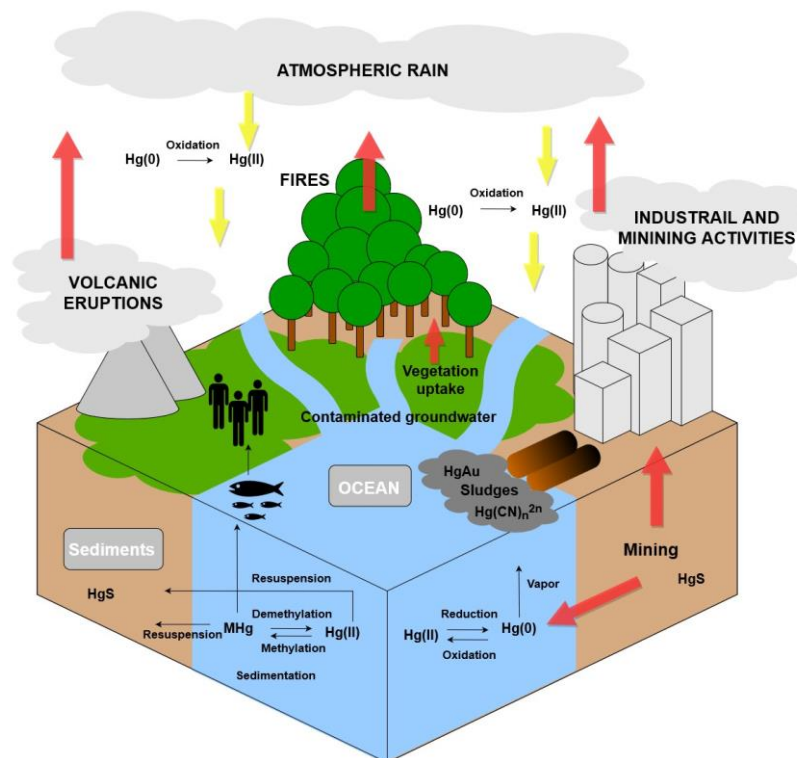 ATMOSPHERIC RAIN
Oxidation
Hg(0)
Hg(II)
FIRES
Oxidation
Hg(0)
Hg(II)
INDUSTRAIL AND
MINING ACTIVITIES
VOLCANIC
ERUPTIONS
Vegetation
uptake
Contaminated groundwater
HgAu
Sludges
Hg(CN)n2n
OCEAN
Sediments
Mining
HgS
HgS
Resuspension
Vapor
Resuspension
MHg
Demethylation
Methylation
Hg(II)
Sedimentation
Hg(II)
Reduction
Oxidation
Hg(0)